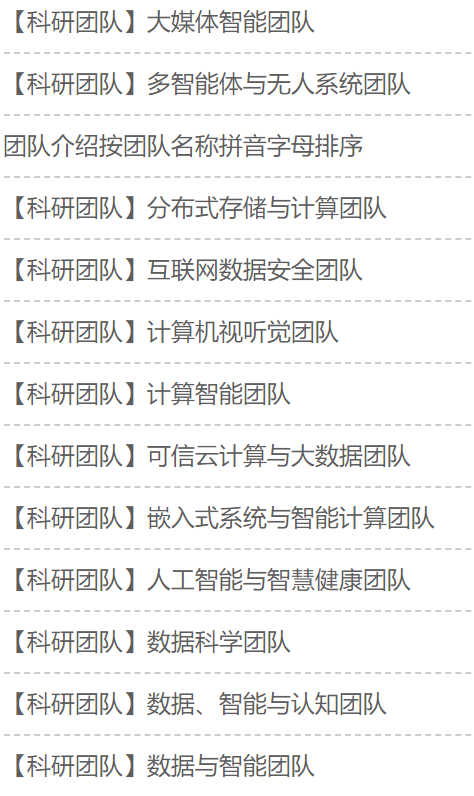 【科研团队】大媒体智能团队
【科研团队】多智能体与无人系统团队
团队介绍按团队名称拼音字母排序
【科研团队】分布式存储与计算团队
【科研团队】互联网数据安全团队
【科研团队】计算机视听觉团队
【科研团队】计算智能团队
【科研团队】可信云计算与大数据团队
【科研团队】嵌入式系统与智能计算团队
【科研团队】人工智能与智慧健康团队
【科研团队】数据科学团队
【科研团队】数据、智能与认知团队
【科研团队】数据与智能团队